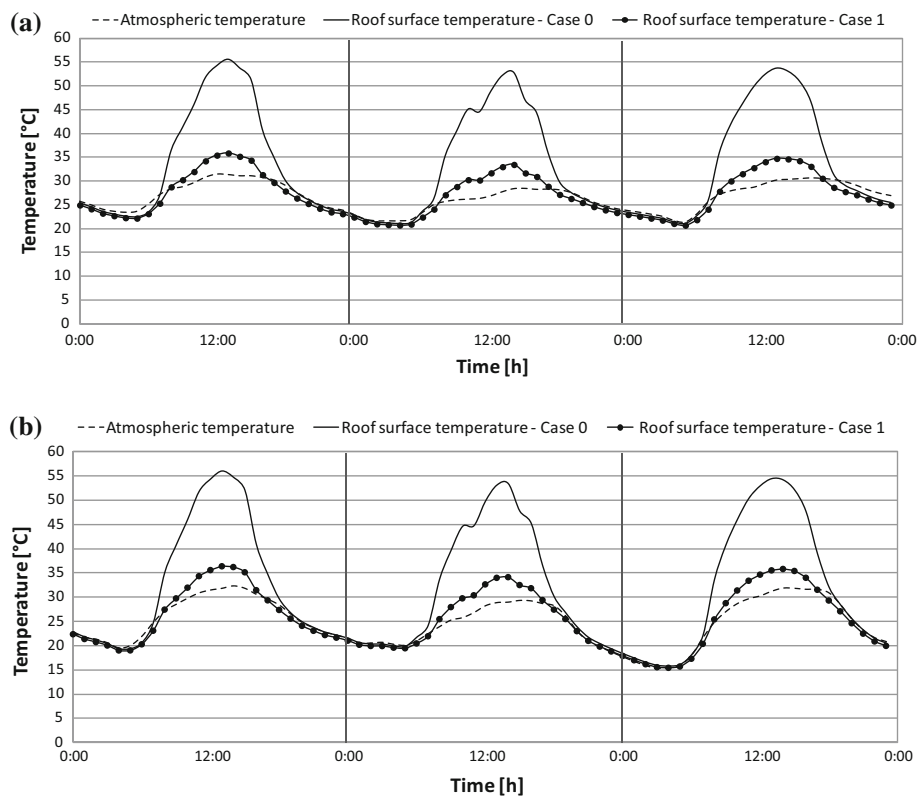 (a)
Atmospheric temperature Roof surface temperature - Case 0 Roof surface temperature - Case 1
60
55
50
45
40
35
30
25
20
15
10
5
0
Temperature [°C]
0:00 12:00 0:00 12:00 0:00 12:00 0:00
Time [h]
(b)
Atmospheric temperature Roof surface temperature - Case 0 Roof surface temperature - Case 1
60
55
50
45
40
35
30
25
20
15
10
5
0
Temperature [°C]
0:00 12:00 0:00 12:00 0:00 12:00 0:00
Time [h]